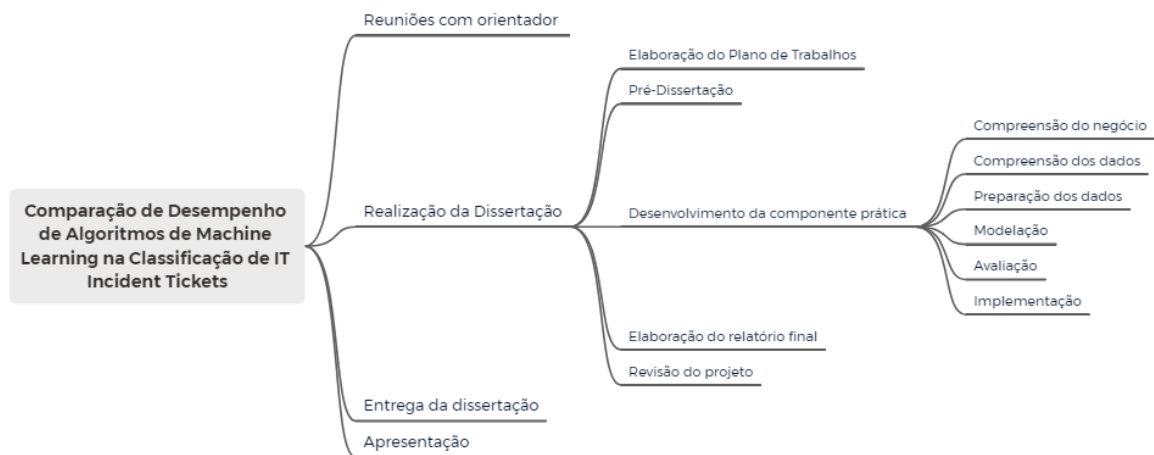 Comparação de Desempenho
de Algoritmos de Machine
Learning na Classificação de IT
Incident Tickets
Reuniões com orientador
Realização da Dissertação
Elaboração do Plano de Trabalhos
Pré-Dissertação
Desenvolvimento da componente prática
Compreensão do negócio
Compreensão dos dados
Preparação dos dados
Modelação
Avaliação
Implementação
Elaboração do relatório final
Revisão do projeto
Entrega da dissertação
Apresentação